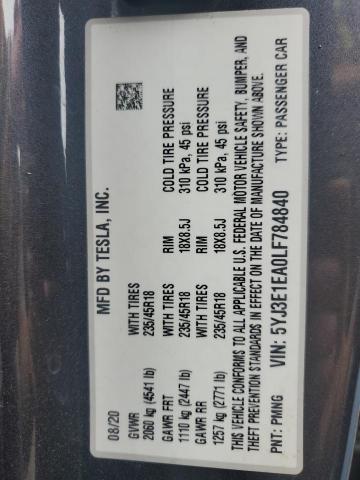 MFD BY TESLA, INC.
08/20
GVWR WITH TIRES RIM COLD TIRE PRESSURE
2060 kg (4541 lb) 235/45R18 18X8.5J 310 kPa, 45 psi
GAWR FRT WITH TIRES RIM COLD TIRE PRESSURE
1110 kg (2447 lb) 235/45R18 18X8.5J 310 kPa, 45 psi
GAWR RR
1257 kg (2771 lb)
THIS VEHICLE CONFORMS TO ALL APPLICABLE U.S. FEDERAL MOTOR VEHICLE SAFETY, BUMPER, AND
THEFT PREVENTION STANDARDS IN EFFECT ON THE DATE OF MANUFACTURE SHOWN ABOVE.
VIN: 5YJ3E1EA0LF784840
PNT: PMNG TYPE: PASSENGER CAR